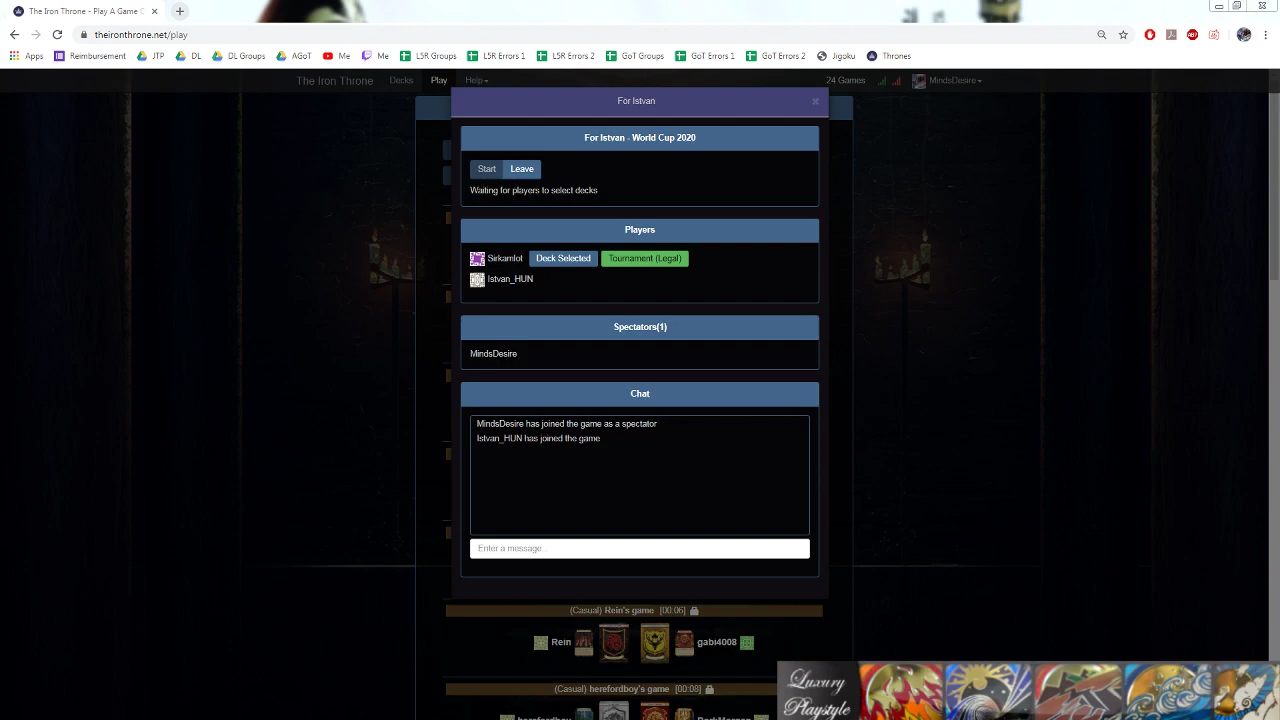 The Iron Throne - Play A Game O
theironthrone.net/play
Apps Reimbursement JTP DL DL Groups AGoT Me Me L5R Errors 1 L5R Errors 2 GoT Groups GoT Errors 1 GoT Errors 2 Jigoku Thrones
The Iron Throne Decks Play Help 24 Games MindsDesire
For Istvan
For Istvan - World Cup 2020
Start Leave
Waiting for players to select decks
Players
Sirkamlot Deck Selected Tournament (Legal)
Istvan_HUN
Spectators(1)
MindsDesire
Chat
MindsDesire has joined the game as a spectator
Istvan_HUN has joined the game
Enter a message...
(Casual) Rein's game [00:06]
Rein gabi4008
(Casual) herefordboy's game [00:08]
herefordboy
Luxury
Playstyle